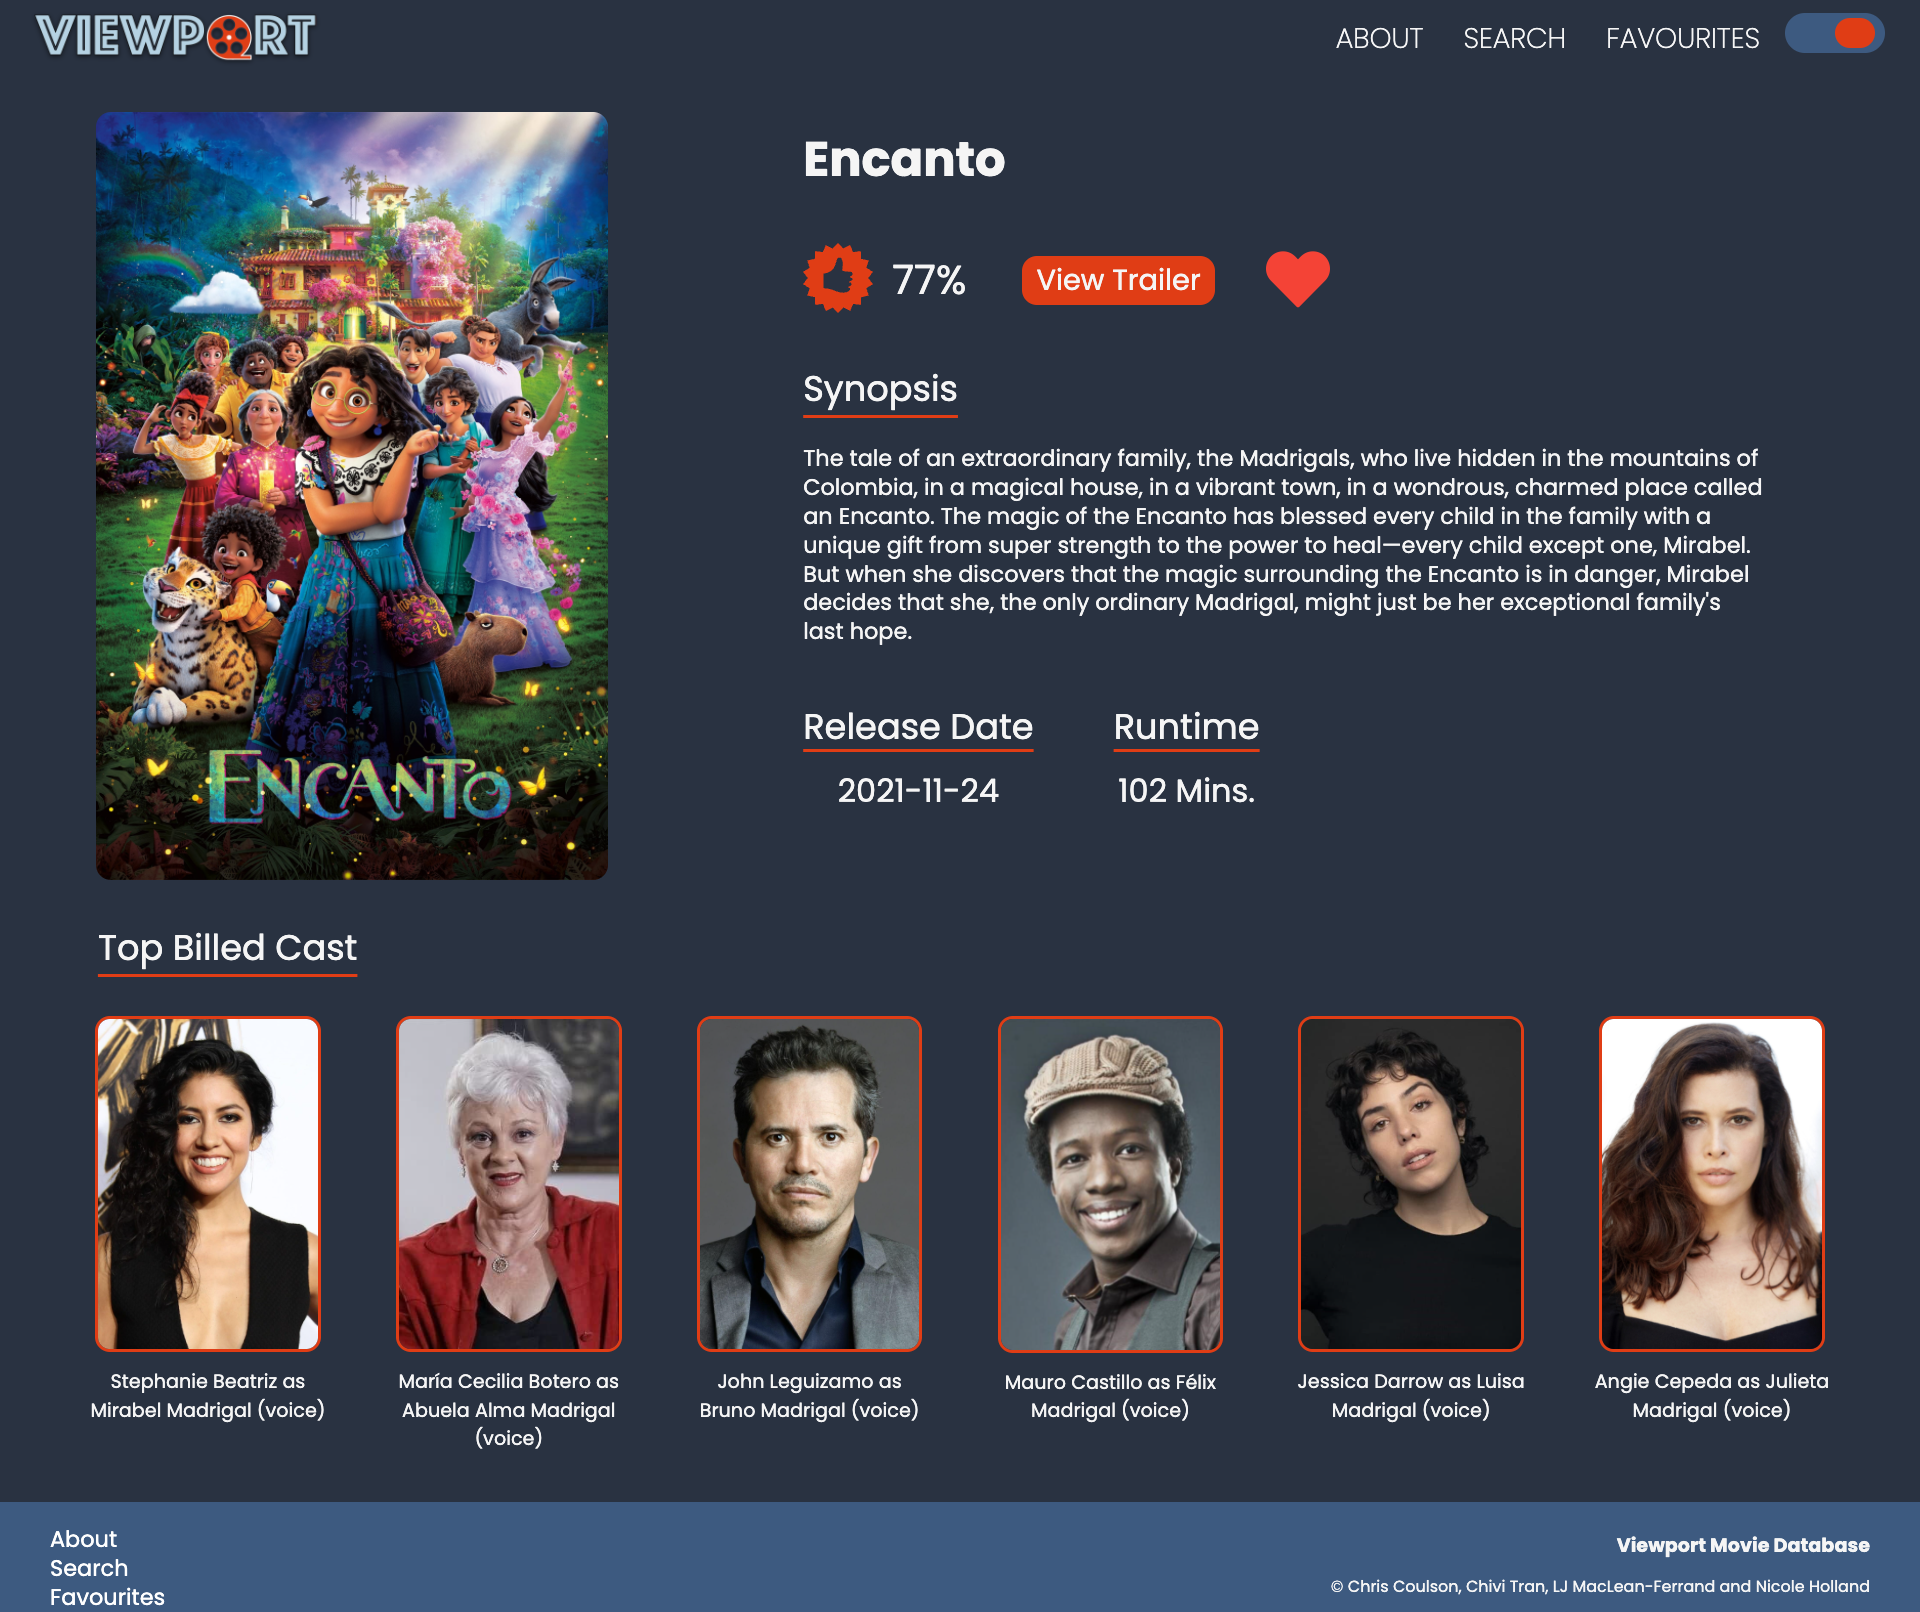 VIEWPORT
ABOUT SEARCH FAVOURITES
Encanto
77% View Trailer
Synopsis
The tale of an extraordinary family, the Madrigals, who live hidden in the mountains of
Colombia, in a magical house, in a vibrant town, in a wondrous, charmed place called
an Encanto. The magic of the Encanto has blessed every child in the family with a
unique gift from super strength to the power to heal—every child except one, Mirabel.
But when she discovers that the magic surrounding the Encanto is in danger, Mirabel
decides that she, the only ordinary Madrigal, might just be her exceptional family's
last hope.
Release Date Runtime
2021-11-24 102 Mins.
ENCANTO
Top Billed Cast
Stephanie Beatriz as
Mirabel Madrigal (voice)
María Cecilia Botero as
Abuela Alma Madrigal
(voice)
John Leguizamo as
Bruno Madrigal (voice)
Mauro Castillo as Félix
Madrigal (voice)
Jessica Darrow as Luisa
Madrigal (voice)
Angie Cepeda as Julieta
Madrigal (voice)
About
Search
Favourites
Viewport Movie Database
© Chris Coulson, Chivi Tran, LJ MacLean-Ferrand and Nicole Holland